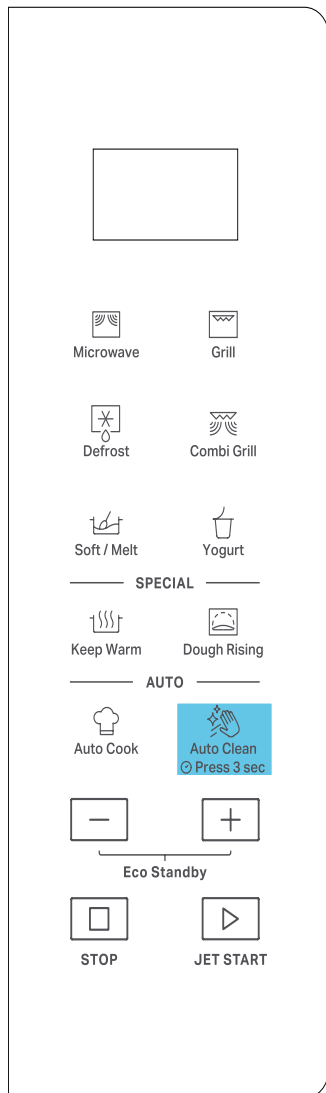 Microwave Grill
Defrost Combi Grill
Soft / Melt Yogurt
SPECIAL
Keep Warm Dough Rising
AUTO
Auto Cook Auto Clean
Press 3 sec
Eco Standby
STOP JET START